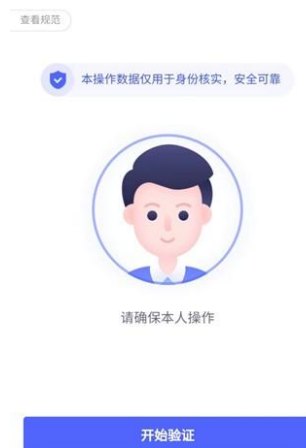 查看规范
本操作数据仅用于身份核实，安全可靠
请确保本人操作
开始验证